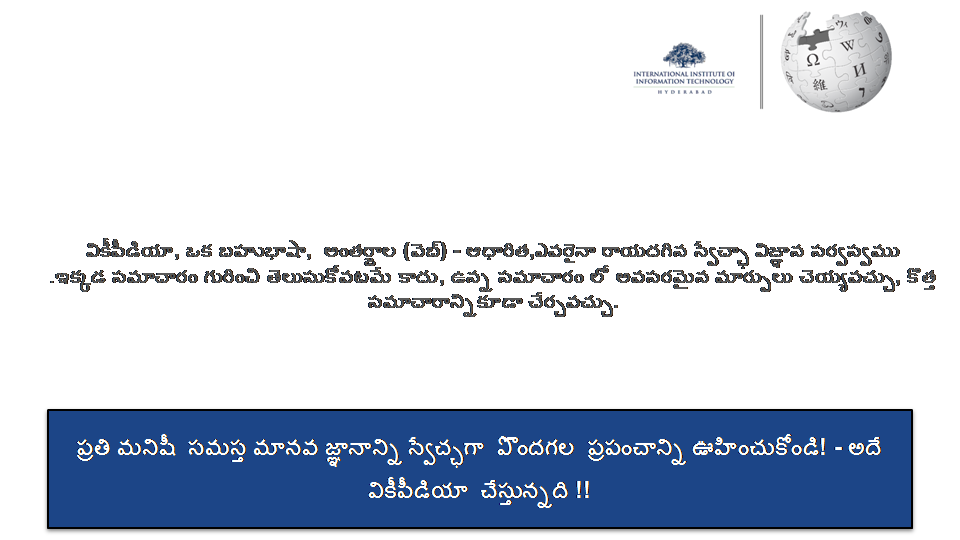 INTERNATIONAL INSTITUTE OF
INFORMATION TECHNOLOGY
HYDERABAD
వికీపీడియా, ఒక బహుభాషా, అంతర్జాల (వెబ్) - ఆధారిత,ఎవరైనా రాయదగిన స్వేచ్ఛా విజ్ఞాన సర్వస్వము
.ఇక్కడ సమాచారం గురించి తెలుసుకోవటమే కాదు, ఉన్న సమాచారం లో అవసరమైన మార్పులు చెయ్యవచ్చు, కొత్త
సమాచారాన్నికూడా చేర్చవచ్చు.
ప్రతి మనిషీ సమస్త మానవ జ్ఞానాన్ని స్వేచ్ఛగా పొందగల ప్రపంచాన్ని ఊహించుకోండి! - అదే
వికీపీడియా చేస్తున్నది !!